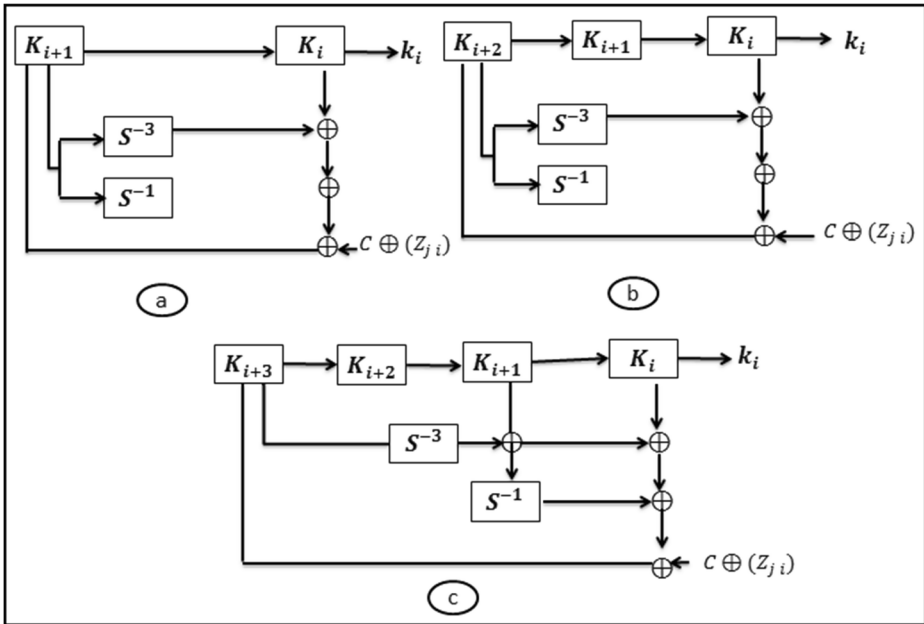 K_{i+1} K_i k_i
S^{-3}
S^{-1}
C ⊕ (Z_{j i})
a
K_{i+2} K_{i+1} K_i k_i
S^{-3}
S^{-1}
C ⊕ (Z_{j i})
b
K_{i+3} K_{i+2} K_{i+1} K_i k_i
S^{-3}
S^{-1}
C ⊕ (Z_{j i})
c